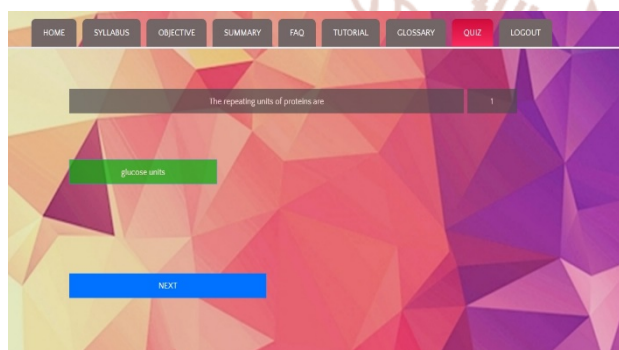 HOME SYLLABUS OBJECTIVE SUMMARY FAQ TUTORIAL GLOSSARY QUIZ LOGOUT
The repeating units of proteins are 1
glucose units
NEXT